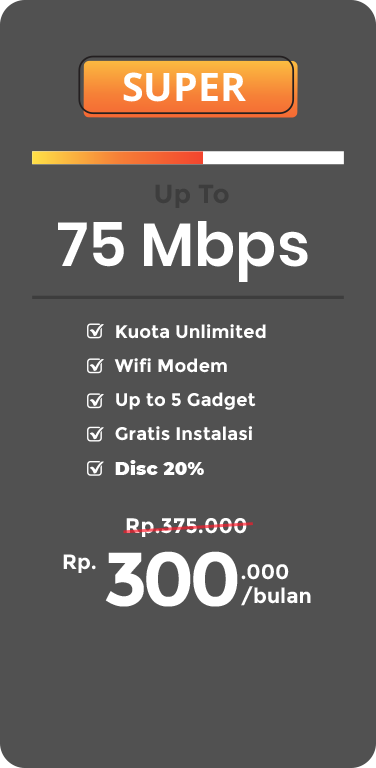 SUPER
Up To
75 Mbps
Kuota Unlimited
Wifi Modem
Up to 5 Gadget
Gratis Instalasi
Disc 20%
Rp.375.000
Rp. 300.000
/bulan